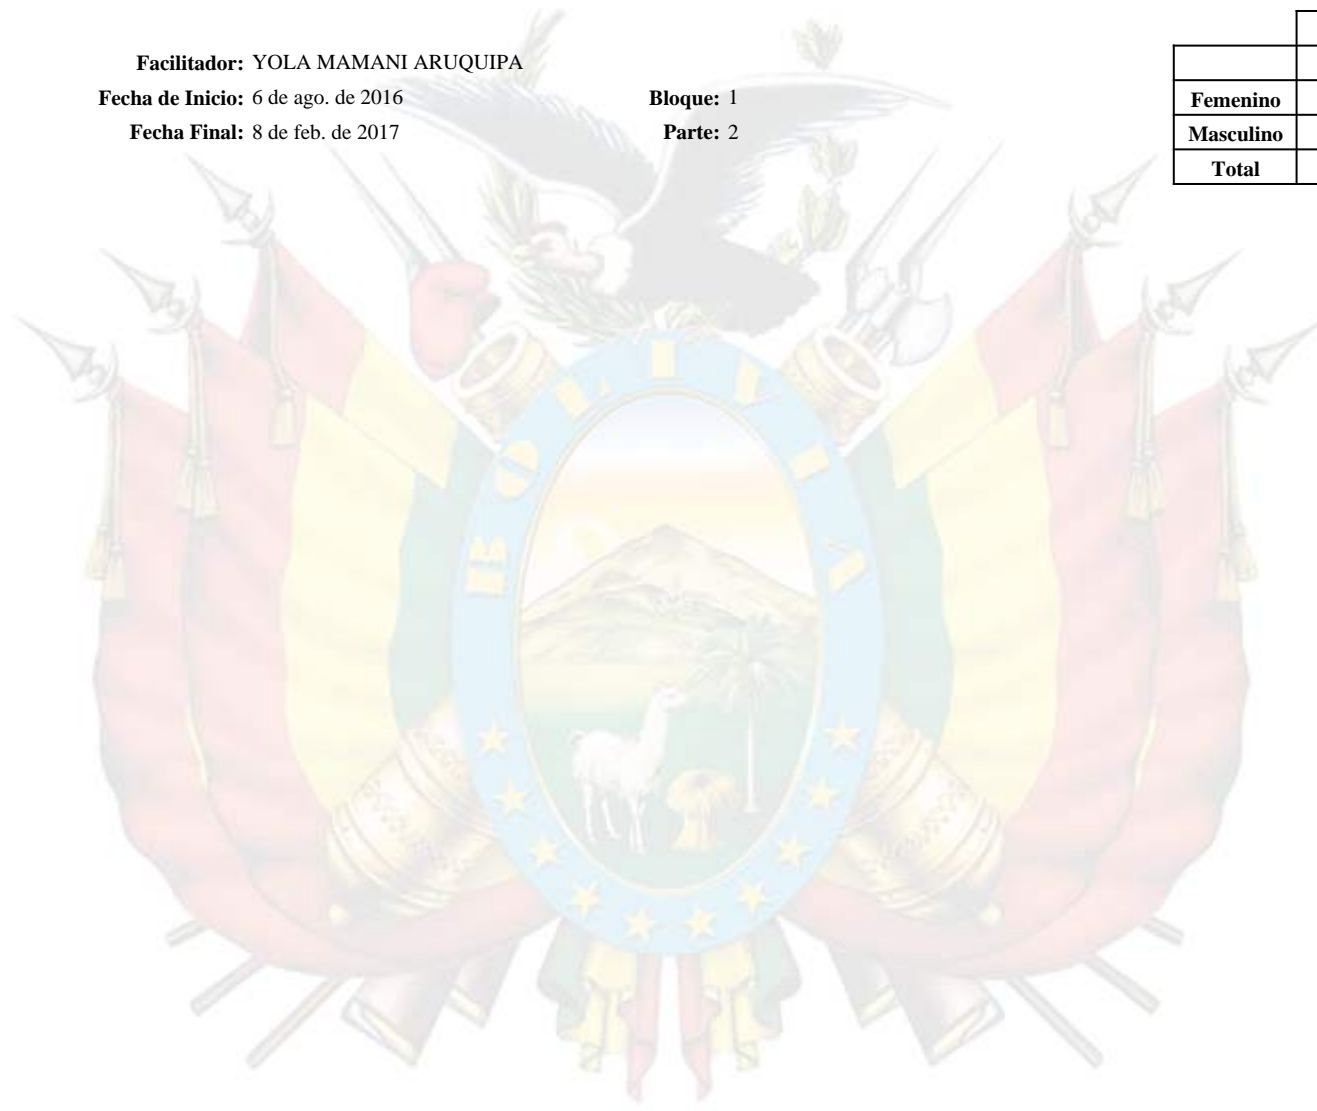 Facilitador: YOLA MAMANI ARUQUIPA
Fecha de Inicio: 6 de ago. de 2016 Bloque: 1
Fecha Final: 8 de feb. de 2017 Parte: 2
Femenino
Masculino
Total
BOLIVIA